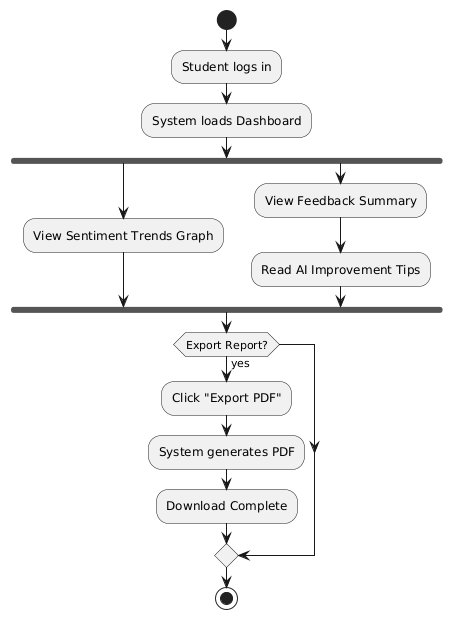 Student logs in
System loads Dashboard
View Sentiment Trends Graph
View Feedback Summary
Read AI Improvement Tips
Export Report?
yes
Click "Export PDF"
System generates PDF
Download Complete